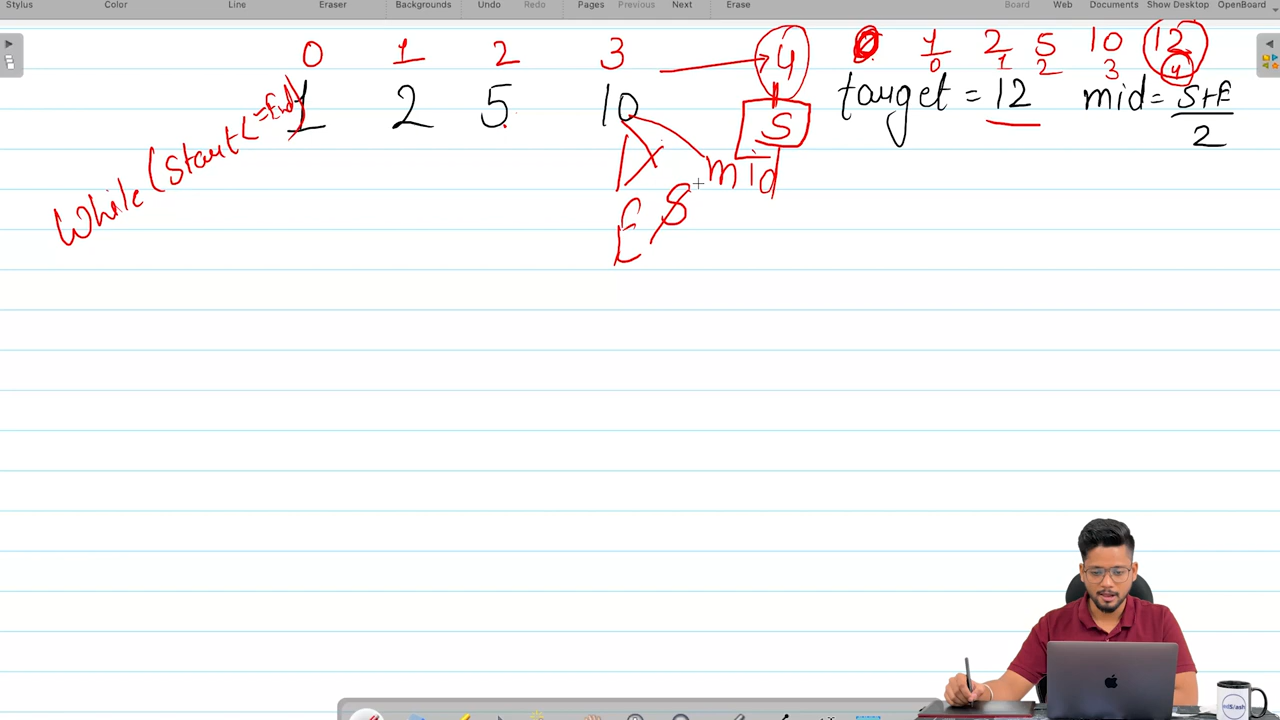 Stylus Color Line Eraser Backgrounds Undo Redo Pages Previous Next Erase Board Web Documents Show Desktop OpenBoard
0 1 2 3 4 0 1 2 5 10 12
0 1 2 3 4
1 2 5 10 S target = 12 mid = S+E
2
While (Start <= End)
mid
E S